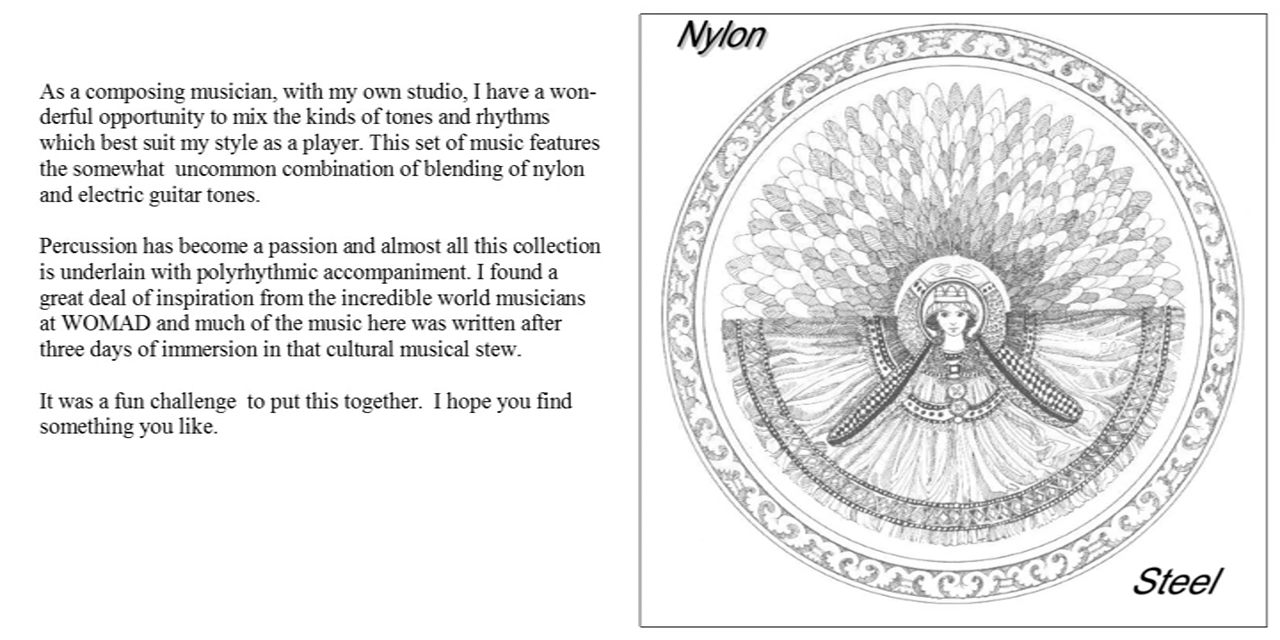 As a composing musician, with my own studio, I have a won-
derful opportunity to mix the kinds of tones and rhythms
which best suit my style as a player. This set of music features
the somewhat  uncommon combination of blending of nylon
and electric guitar tones.

Percussion has become a passion and almost all this collection
is underlain with polyrhythmic accompaniment. I found a
great deal of inspiration from the incredible world musicians
at WOMAD and much of the music here was written after
three days of immersion in that cultural musical stew.

It was a fun challenge  to put this together.  I hope you find
something you like.

Nylon
Steel